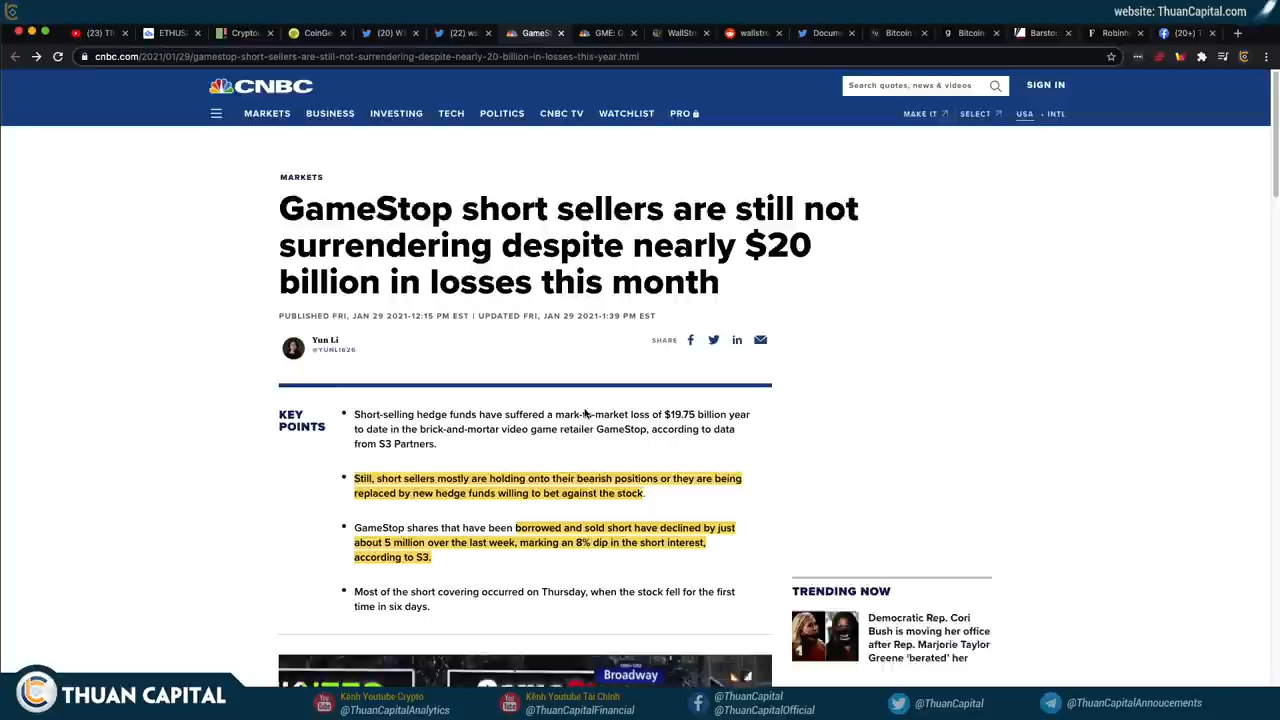 website: ThuanCapital.com
(23) Th
ETHUS
Crypto
CoinGe
(20) W
(22) wa
GameSt
GME: G
WallStr
wallstre
Docume
Bitcoin
Bitcoin
Barstoo
Robinho
(20+) T
cnbc.com/2021/01/29/gamestop-short-sellers-are-still-not-surrendering-despite-nearly-20-billion-in-losses-this-year.html
CNBC
Search quotes, news & videos
SIGN IN
MARKETS BUSINESS INVESTING TECH POLITICS CNBC TV WATCHLIST PRO
MAKE IT SELECT USA • INTL
MARKETS
GameStop short sellers are still not
surrendering despite nearly $20
billion in losses this month
PUBLISHED FRI, JAN 29 2021•12:15 PM EST | UPDATED FRI, JAN 29 2021•1:39 PM EST
Yun Li
@YUNLI626
SHARE
KEY
POINTS
• Short-selling hedge funds have suffered a mark-to-market loss of $19.75 billion year
to date in the brick-and-mortar video game retailer GameStop, according to data
from S3 Partners.
• Still, short sellers mostly are holding onto their bearish positions or they are being
replaced by new hedge funds willing to bet against the stock.
• GameStop shares that have been borrowed and sold short have declined by just
about 5 million over the last week, marking an 8% dip in the short interest,
according to S3.
• Most of the short covering occurred on Thursday, when the stock fell for the first
time in six days.
TRENDING NOW
Democratic Rep. Cori
Bush is moving her office
after Rep. Marjorie Taylor
Greene ‘berated’ her
Broadway
THUAN CAPITAL
Kênh Youtube Crypto
@ThuanCapitalAnalytics
Kênh Youtube Tài Chính
@ThuanCapitalFinancial
@ThuanCapital
@ThuanCapitalOfficial
@ThuanCapital
@ThuanCapitalAnnoucements